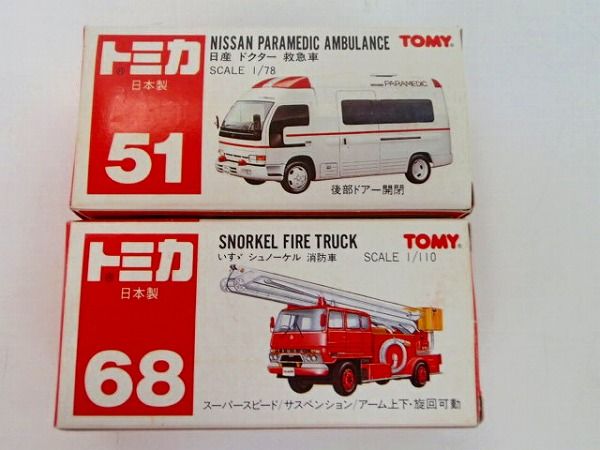 トミカ
日本製
51
NISSAN PARAMEDIC AMBULANCE TOMY
日産 ドクター 救急車
SCALE 1/78
PARAMEDIC
後部ドアー開閉
トミカ
日本製
68
SNORKEL FIRE TRUCK TOMY
いすゞ シュノーケル 消防車 SCALE 1/110
スーパースピード/サスペンション/アーム上下・旋回可動